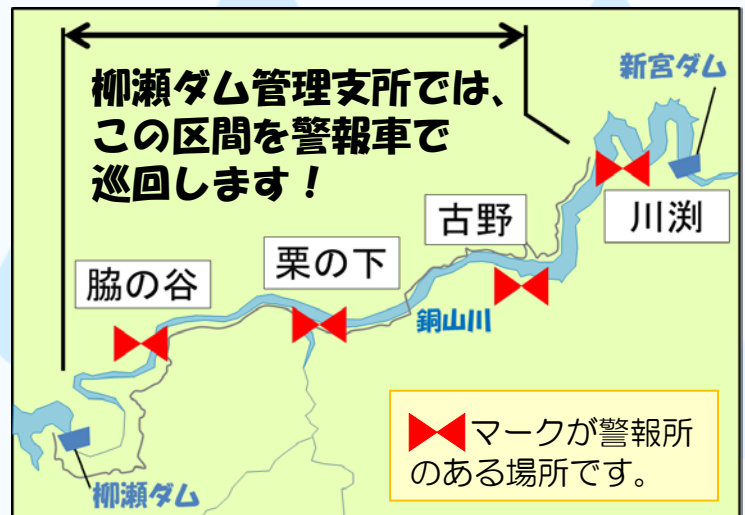 柳瀬ダム管理支所では、
この区間を警報車で
巡回します!
新宮ダム
川渕
古野
栗の下
脇の谷
銅山川
柳瀬ダム
マークが警報所
のある場所です。